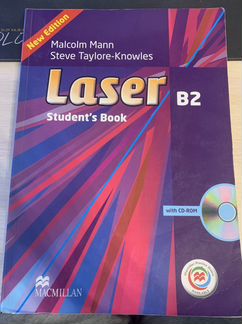 New Edition
Malcolm Mann
Steve Taylore-Knowles
Laser B2
Student's Book
with CD-ROM
MACMILLAN